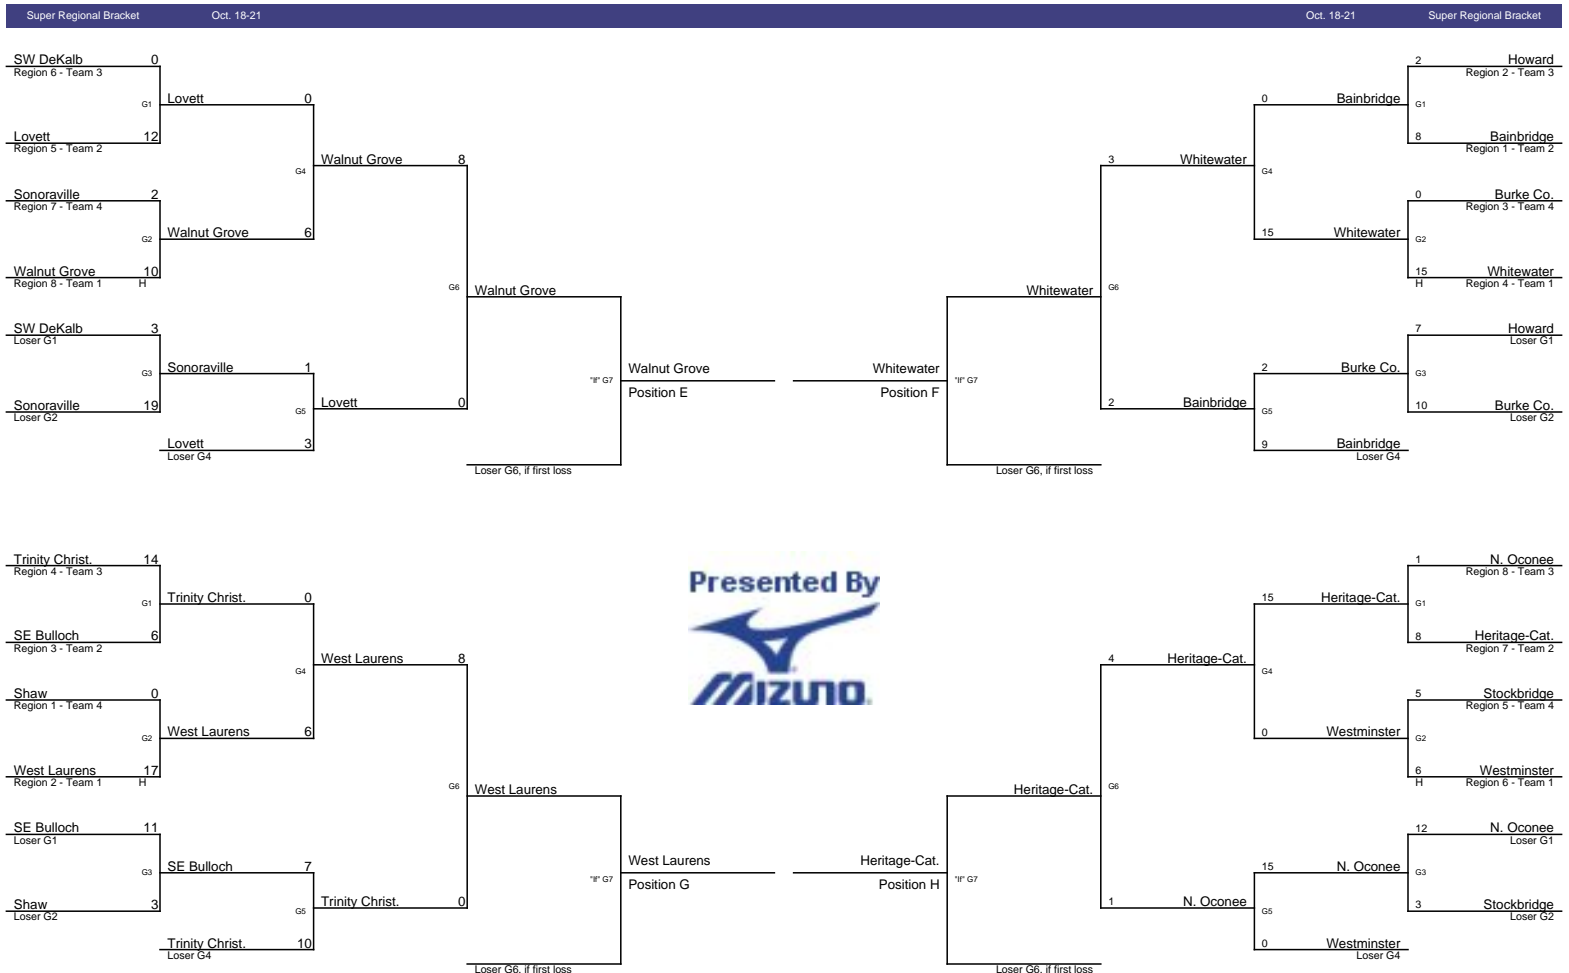 Super Regional Bracket Oct. 18-21 Oct. 18-21 Super Regional Bracket
SW DeKalb 0
Region 6 - Team 3
G1 Lovett 0
Lovett 12
Region 5 - Team 2
Walnut Grove 8
G4
Sonoraville 2
Region 7 - Team 4
G2 Walnut Grove 6
Walnut Grove 10
Region 8 - Team 1 H
G6 Walnut Grove
SW DeKalb 3
Loser G1
G3 Sonoraville 1
Sonoraville 19
Loser G2
G5 Lovett 0
Lovett 3
Loser G4
Loser G6, if first loss
"If" G7
Walnut Grove
Position E
2 Howard
Region 2 - Team 3
0 Bainbridge G1
8 Bainbridge
Region 1 - Team 2
3 Whitewater
G4
0 Burke Co.
Region 3 - Team 4
15 Whitewater G2
15 Whitewater
H Region 4 - Team 1
Whitewater G6
7 Howard
Loser G1
2 Burke Co. G3
10 Burke Co.
Loser G2
2 Bainbridge G5
9 Bainbridge
Loser G4
Loser G6, if first loss
Whitewater
Position F
"If" G7
Trinity Christ. 14
Region 4 - Team 3
G1 Trinity Christ. 0
SE Bulloch 6
Region 3 - Team 2
West Laurens 8
G4
Shaw 0
Region 1 - Team 4
G2 West Laurens 6
West Laurens 17
Region 2 - Team 1 H
G6 West Laurens
SE Bulloch 11
Loser G1
G3 SE Bulloch 7
Shaw 3
Loser G2
G5 Trinity Christ. 0
Trinity Christ. 10
Loser G4
Loser G6, if first loss
"If" G7
West Laurens
Position G
Presented By
MIZUNO
1 N. Oconee
Region 8 - Team 3
15 Heritage-Cat. G1
8 Heritage-Cat.
Region 7 - Team 2
4 Heritage-Cat.
G4
5 Stockbridge
Region 5 - Team 4
0 Westminster G2
6 Westminster
H Region 6 - Team 1
Heritage-Cat. G6
12 N. Oconee
Loser G1
15 N. Oconee G3
3 Stockbridge
Loser G2
1 N. Oconee G5
0 Westminster
Loser G4
Loser G6, if first loss
Heritage-Cat.
Position H
"If" G7